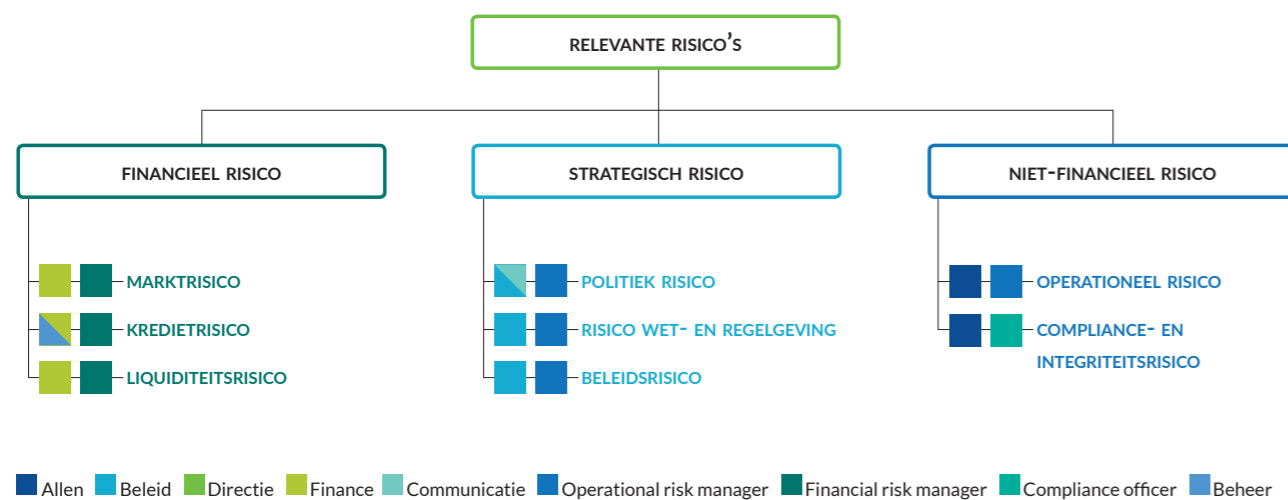 RELEVANTE RISICO'S
FINANCIEEL RISICO
STRATEGISCH RISICO
NIET-FINANCIEEL RISICO
MARKTRISICO
KREDIETRISICO
LIQUIDITEITSRISICO
POLITIEK RISICO
RISICO WET- EN REGELGEVING
BELEIDSRISICO
OPERATIONEEL RISICO
COMPLIANCE- EN
INTEGRITEITSRISICO
Allen Beleid Directie Finance Communicatie Operational risk manager Financial risk manager Compliance officer Beheer